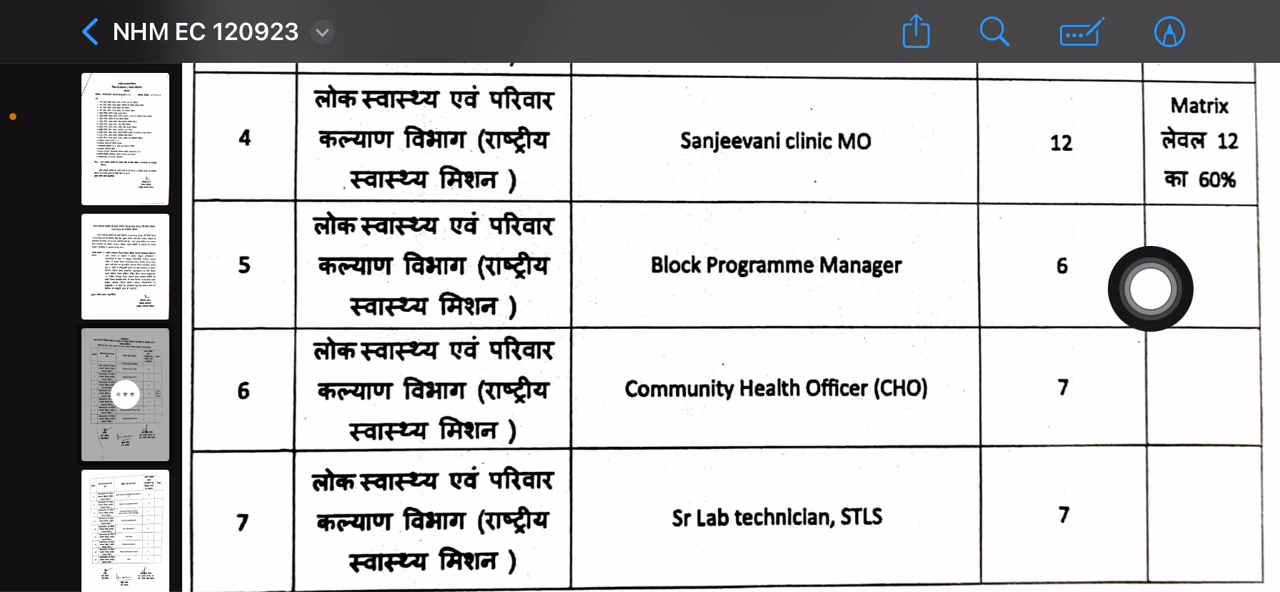 NHM EC 120923
4
लोक स्वास्थ्य एवं परिवार
कल्याण विभाग (राष्ट्रीय
स्वास्थ्य मिशन )
Sanjeevani clinic MO
12
Matrix
लेवल 12
का 60%
5
लोक स्वास्थ्य एवं परिवार
कल्याण विभाग (राष्ट्रीय
स्वास्थ्य मिशन )
Block Programme Manager
6
6
लोक स्वास्थ्य एवं परिवार
कल्याण विभाग (राष्ट्रीय
स्वास्थ्य मिशन )
Community Health Officer (CHO)
7
7
लोक स्वास्थ्य एवं परिवार
कल्याण विभाग (राष्ट्रीय
स्वास्थ्य मिशन )
Sr Lab technician, STLS
7